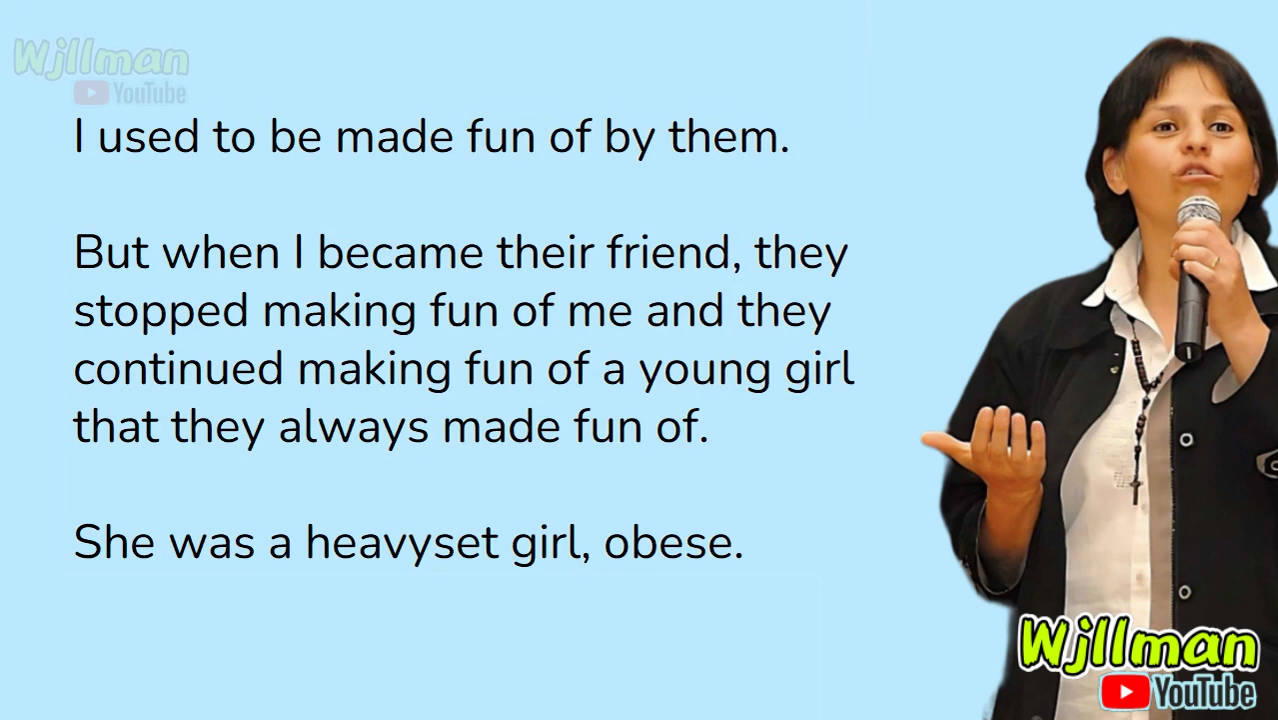 Wjllman
YouTube
I used to be made fun of by them.
But when I became their friend, they
stopped making fun of me and they
continued making fun of a young girl
that they always made fun of.
She was a heavyset girl, obese.
Wjllman
YouTube